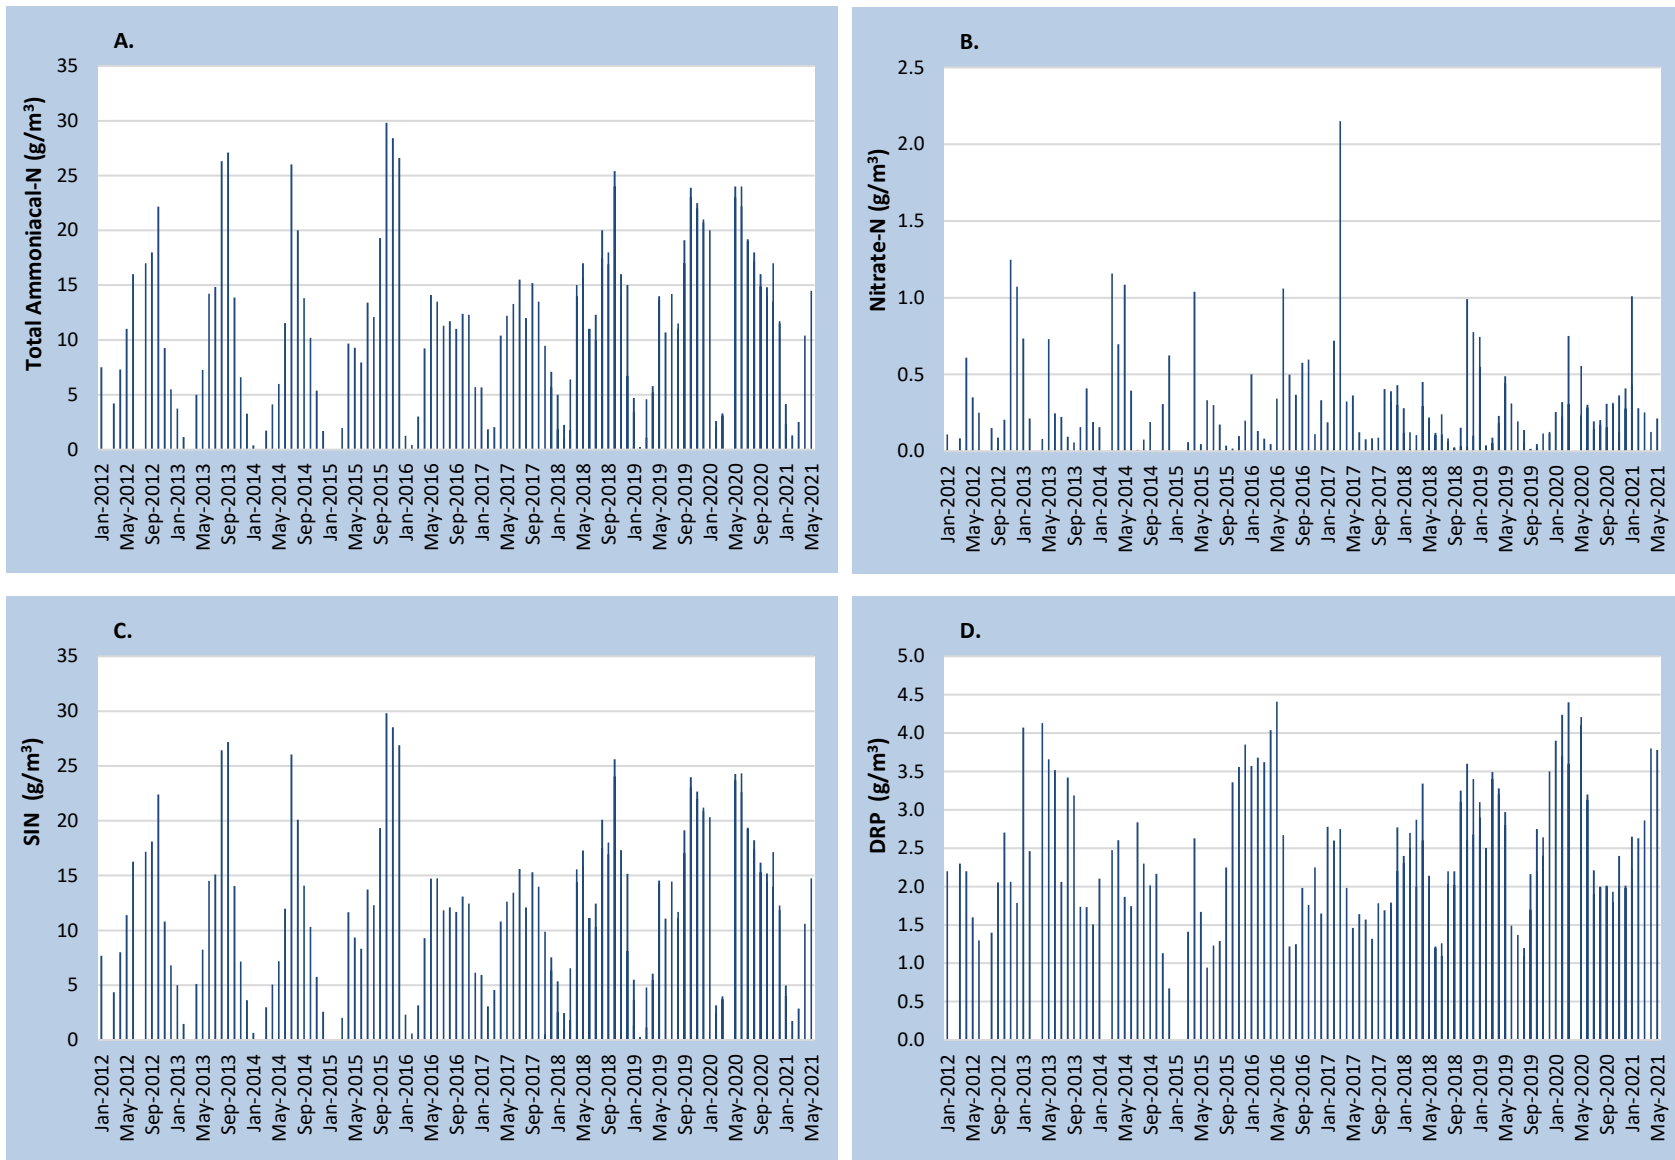 A.
Total Ammoniacal-N (g/m³)
35
30
25
20
15
10
5
0
Jan-2012
May-2012
Sep-2012
Jan-2013
May-2013
Sep-2013
Jan-2014
May-2014
Sep-2014
Jan-2015
May-2015
Sep-2015
Jan-2016
May-2016
Sep-2016
Jan-2017
May-2017
Sep-2017
Jan-2018
May-2018
Sep-2018
Jan-2019
May-2019
Sep-2019
Jan-2020
May-2020
Sep-2020
Jan-2021
May-2021
B.
Nitrate-N (g/m³)
2.5
2.0
1.5
1.0
0.5
0.0
Jan-2012
May-2012
Sep-2012
Jan-2013
May-2013
Sep-2013
Jan-2014
May-2014
Sep-2014
Jan-2015
May-2015
Sep-2015
Jan-2016
May-2016
Sep-2016
Jan-2017
May-2017
Sep-2017
Jan-2018
May-2018
Sep-2018
Jan-2019
May-2019
Sep-2019
Jan-2020
May-2020
Sep-2020
Jan-2021
May-2021
C.
SIN (g/m³)
35
30
25
20
15
10
5
0
Jan-2012
May-2012
Sep-2012
Jan-2013
May-2013
Sep-2013
Jan-2014
May-2014
Sep-2014
Jan-2015
May-2015
Sep-2015
Jan-2016
May-2016
Sep-2016
Jan-2017
May-2017
Sep-2017
Jan-2018
May-2018
Sep-2018
Jan-2019
May-2019
Sep-2019
Jan-2020
May-2020
Sep-2020
Jan-2021
May-2021
D.
DRP (g/m³)
5.0
4.5
4.0
3.5
3.0
2.5
2.0
1.5
1.0
0.5
0.0
Jan-2012
May-2012
Sep-2012
Jan-2013
May-2013
Sep-2013
Jan-2014
May-2014
Sep-2014
Jan-2015
May-2015
Sep-2015
Jan-2016
May-2016
Sep-2016
Jan-2017
May-2017
Sep-2017
Jan-2018
May-2018
Sep-2018
Jan-2019
May-2019
Sep-2019
Jan-2020
May-2020
Sep-2020
Jan-2021
May-2021